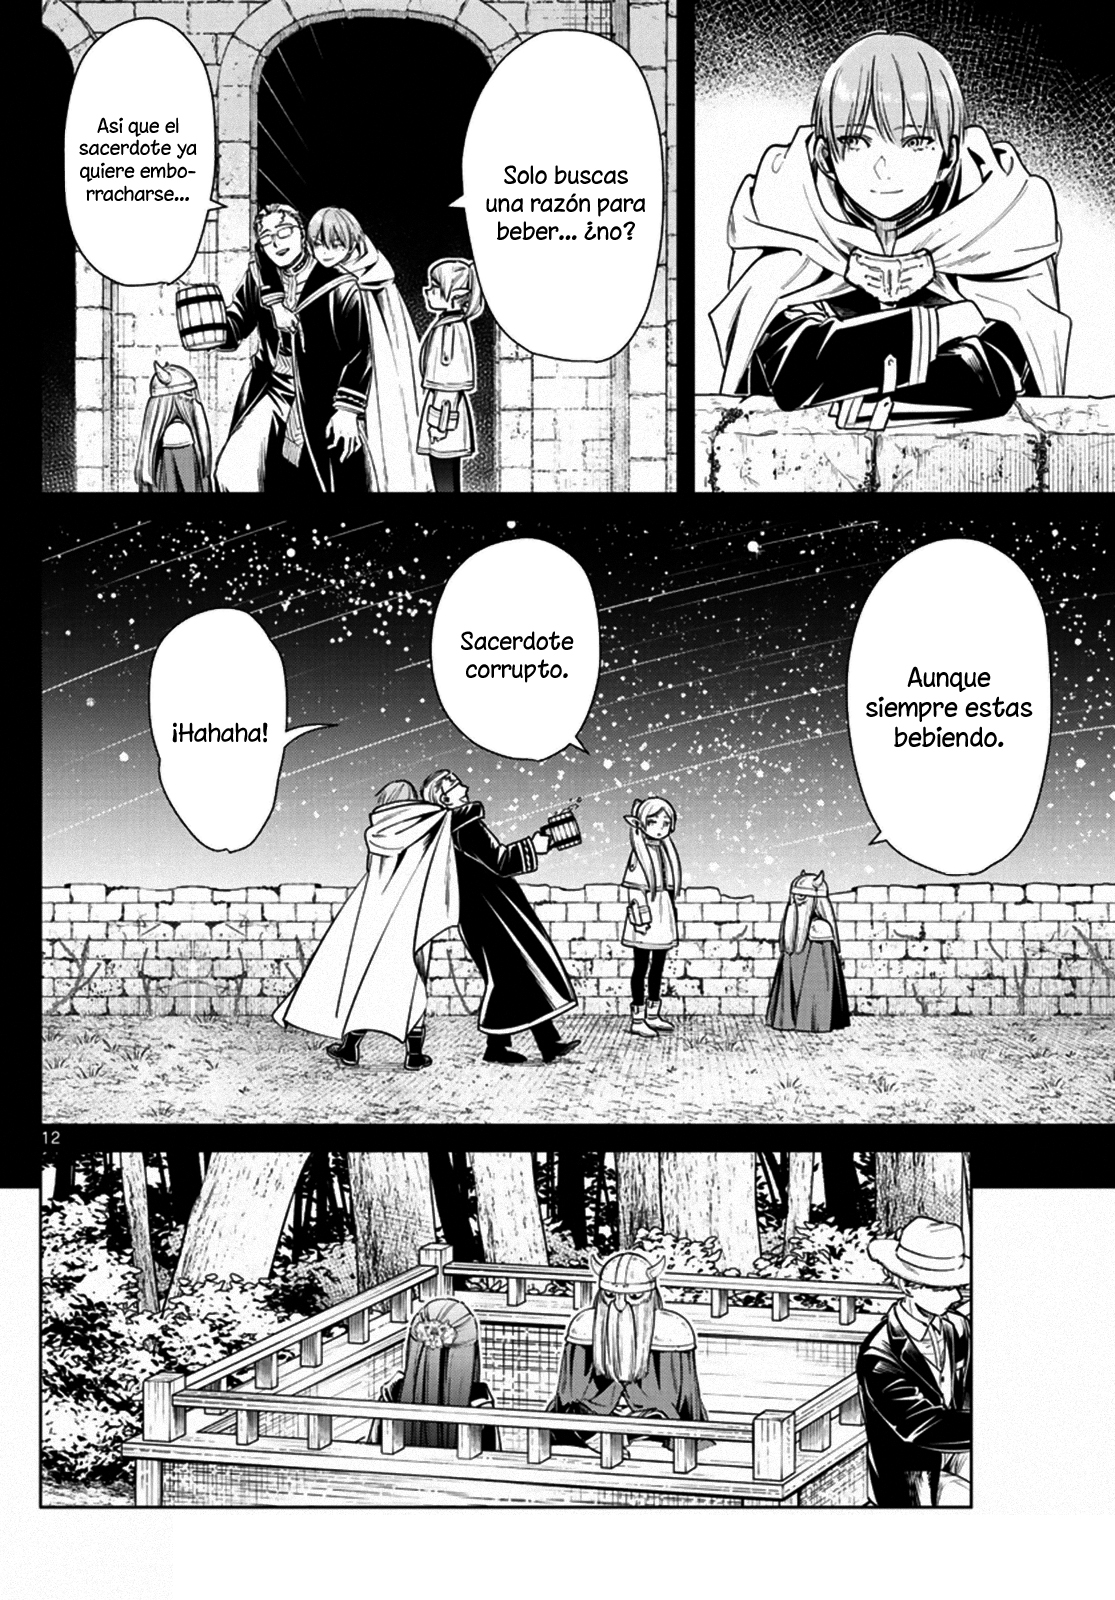 Solo buscas
una razón para
beber... ¿no?
Asi que el
sacerdote ya
quiere embo-
rracharse...
Aunque
siempre estas
bebiendo.
Sacerdote
corrupto.
¡Hahaha!
12